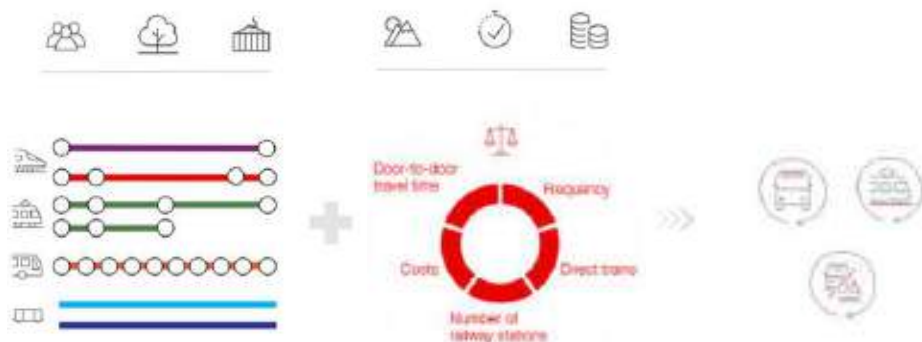 Door-to-door
travel time
Frequency
Costs
Direct trains
Number of
railway stations